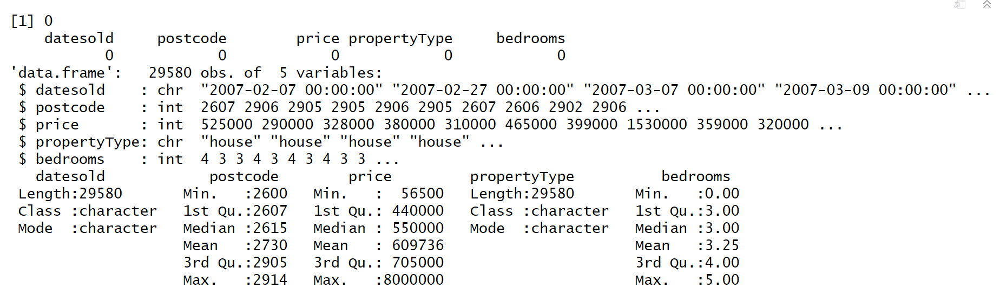 [1] 0
    datesold     postcode        price propertyType     bedrooms
           0            0            0            0            0
'data.frame':   29580 obs. of  5 variables:
 $ datesold    : chr  "2007-02-07 00:00:00" "2007-02-27 00:00:00" "2007-03-07 00:00:00" "2007-03-09 00:00:00" ...
 $ postcode    : int  2607 2906 2905 2905 2906 2905 2607 2606 2902 2906 ...
 $ price       : int  525000 290000 328000 380000 310000 465000 399000 1530000 359000 320000 ...
 $ propertyType: chr  "house" "house" "house" "house" ...
 $ bedrooms    : int  4 3 3 4 3 4 3 4 3 3 ...
   datesold            postcode        price         propertyType          bedrooms
 Length:29580       Min.   :2600   Min.   :  56500   Length:29580       Min.   :0.00
 Class :character   1st Qu.:2607   1st Qu.: 440000   Class :character   1st Qu.:3.00
 Mode  :character   Median :2615   Median : 550000   Mode  :character   Median :3.00
                    Mean   :2730   Mean   : 609736                      Mean   :3.25
                    3rd Qu.:2905   3rd Qu.: 705000                      3rd Qu.:4.00
                    Max.   :2914   Max.   :8000000                      Max.   :5.00